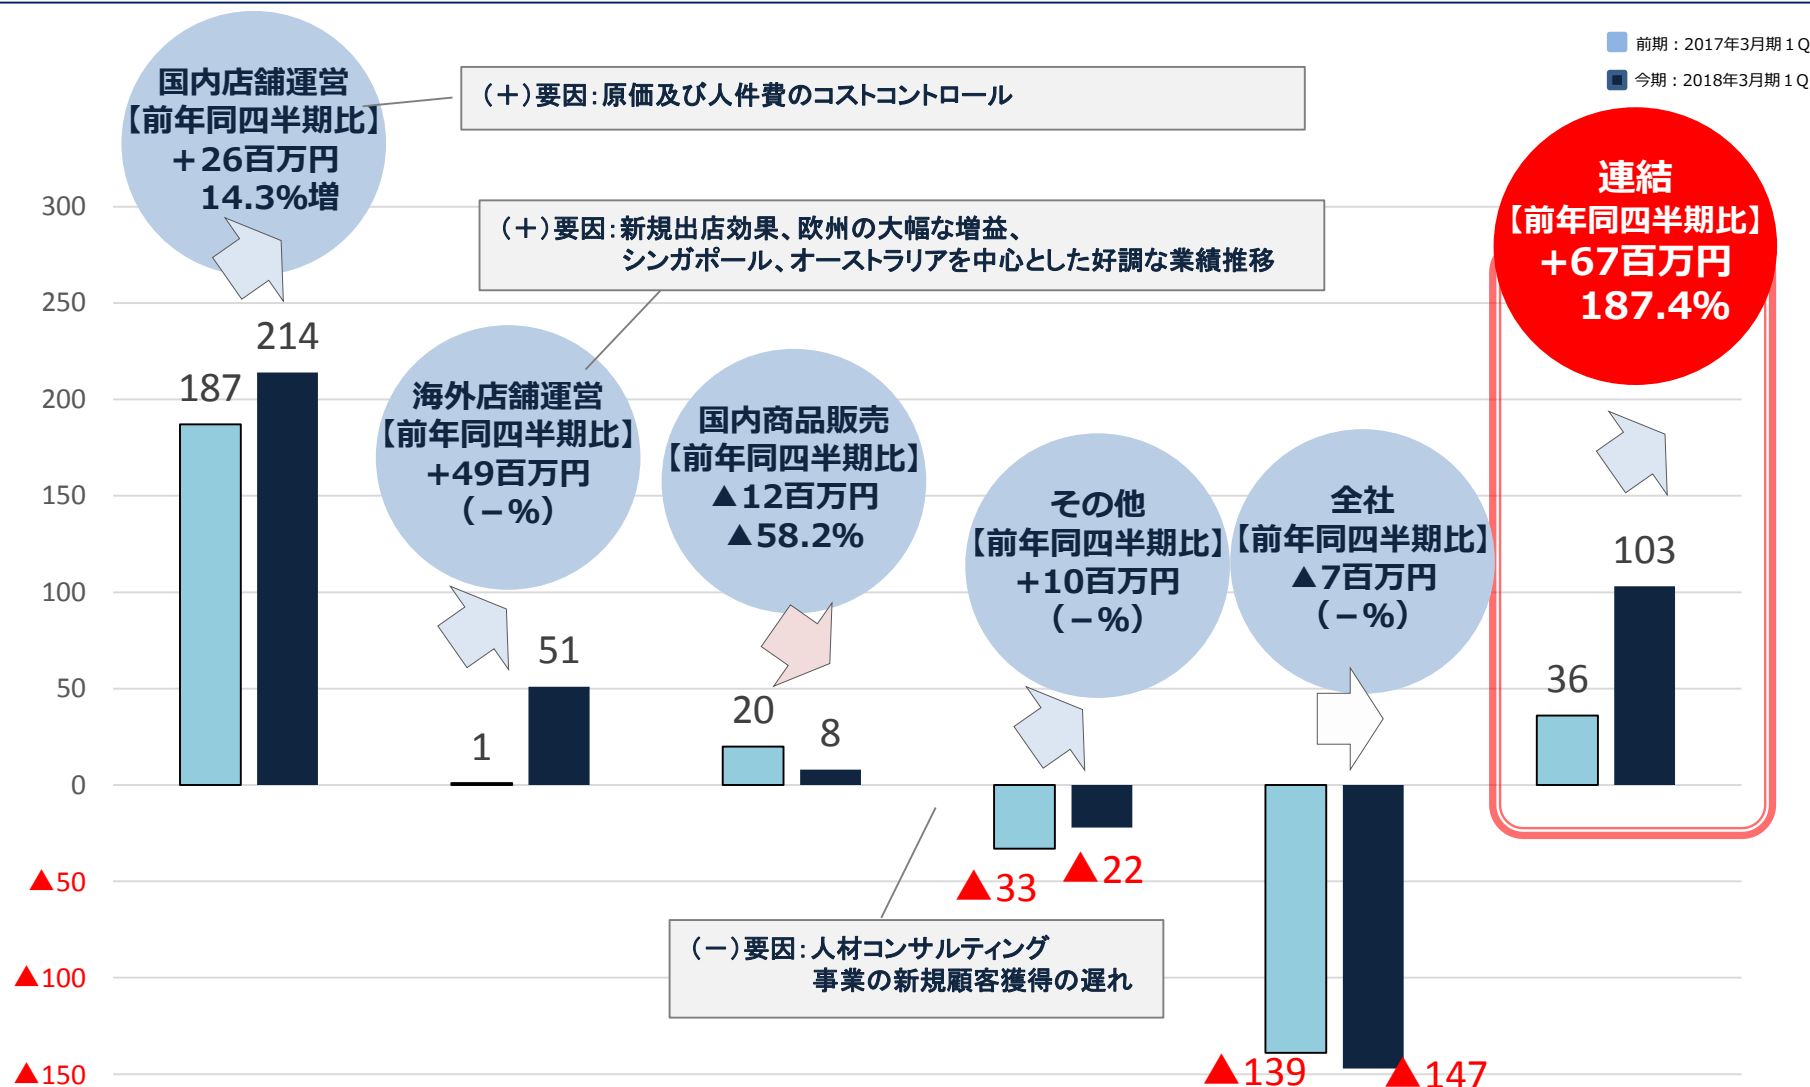 前期：2017年3月期１Q
今期：2018年3月期１Q
国内店舗運営
【前年同四半期比】
＋26百万円
14.3%増
（＋）要因：原価及び人件費のコストコントロール
（＋）要因：新規出店効果、欧州の大幅な増益、
シンガポール、オーストラリアを中心とした好調な業績推移
連結
【前年同四半期比】
+67百万円
187.4%
海外店舗運営
【前年同四半期比】
+49百万円
（－%）
国内商品販売
【前年同四半期比】
▲12百万円
▲58.2%
その他
【前年同四半期比】
+10百万円
（－%）
全社
【前年同四半期比】
▲7百万円
（－%）
300
250
200
150
100
50
0
▲50
▲100
▲150
187
214
1
51
20
8
▲33
▲22
▲139
▲147
36
103
（－）要因：人材コンサルティング
事業の新規顧客獲得の遅れ